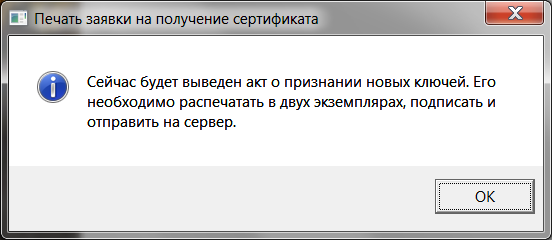 Печать заявки на получение сертификата
Сейчас будет выведен акт о признании новых ключей. Его
необходимо распечатать в двух экземплярах, подписать и
отправить на сервер.
OK